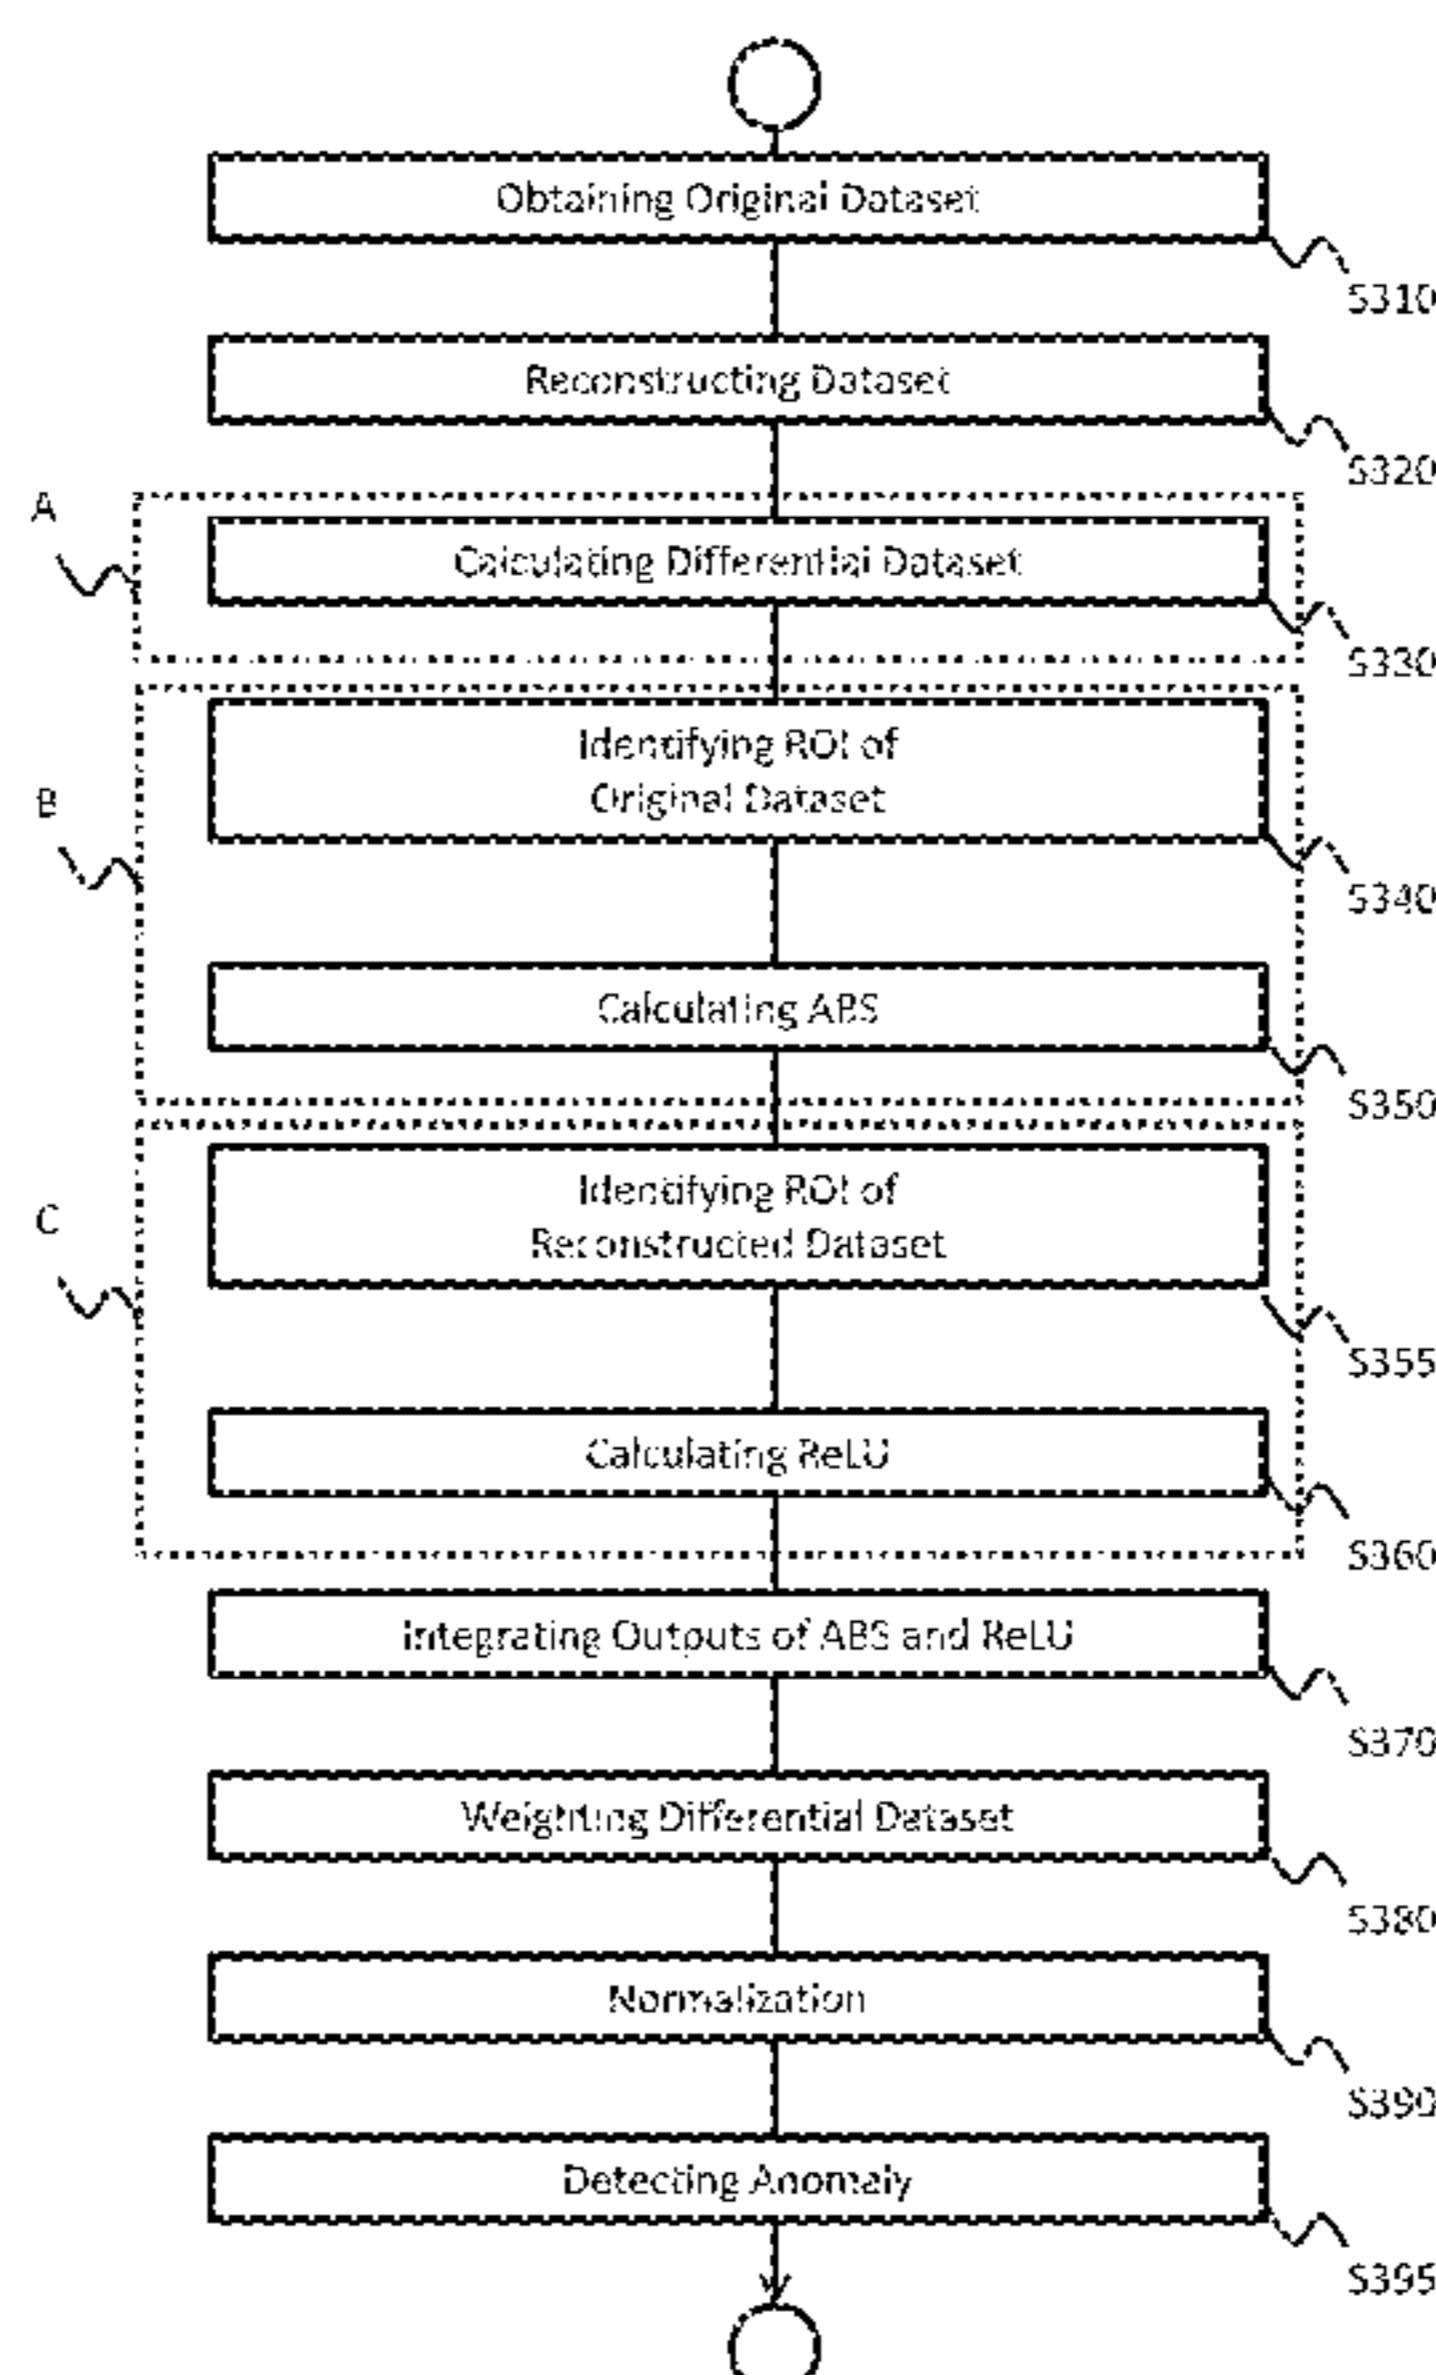 Obtaining Original Dataset
S310
Reconstructing Dataset
S320
A
Calculating Differential Dataset
S330
Identifying ROI of
Original Dataset
B
S340
Calculating ABS
S350
Identifying ROI of
Reconstructed Dataset
C
S355
Calculating ReLU
S360
Integrating Outputs of ABS and ReLU
S370
Weighting Differential Dataset
S380
Normalization
S390
Detecting Anomaly
S395